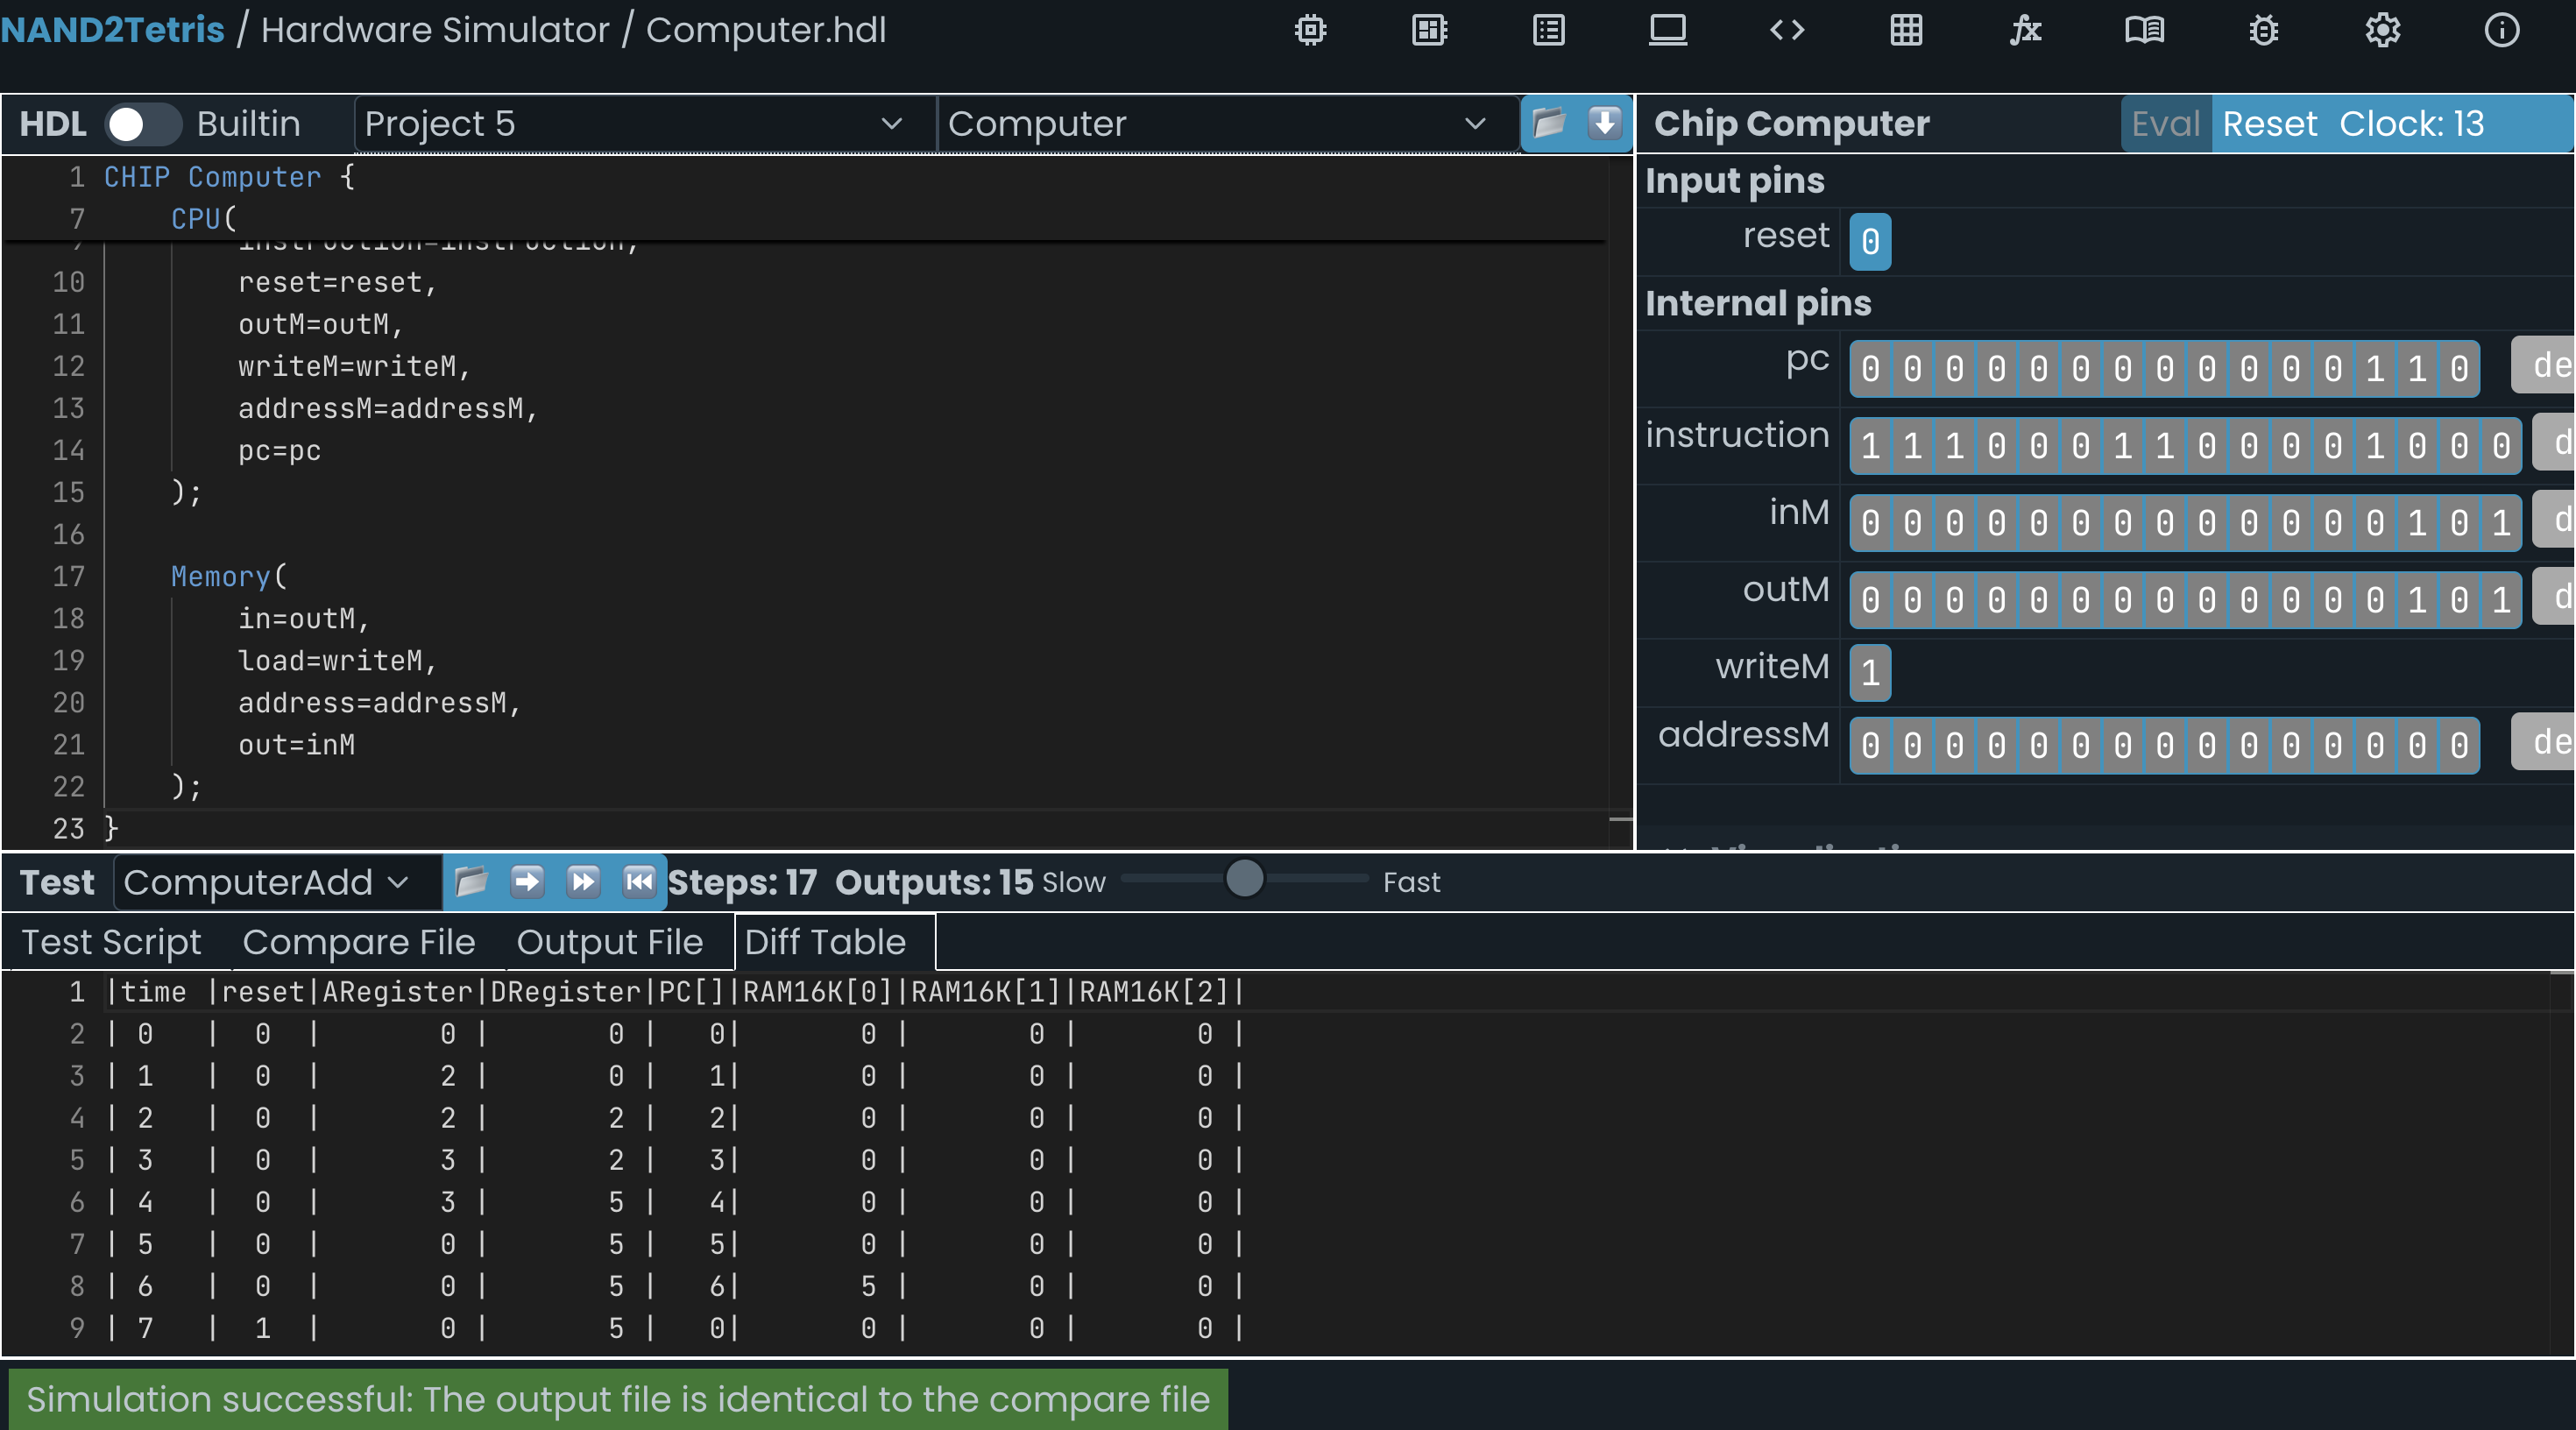 NAND2Tetris / Hardware Simulator / Computer.hdl
HDL Builtin Project 5 Computer
1 CHIP Computer {
7 CPU(
instruction=instruction,
10 reset=reset,
11 outM=outM,
12 writeM=writeM,
13 addressM=addressM,
14 pc=pc
15 );
16
17 Memory(
18 in=outM,
19 load=writeM,
20 address=addressM,
21 out=inM
22 );
23 }
Chip Computer Eval Reset Clock: 13
Input pins
reset 0
Internal pins
pc 0 0 0 0 0 0 0 0 0 0 0 0 1 1 0 de
instruction 1 1 1 0 0 0 1 1 0 0 0 0 1 0 0 0 d
inM 0 0 0 0 0 0 0 0 0 0 0 0 0 1 0 1 d
outM 0 0 0 0 0 0 0 0 0 0 0 0 0 1 0 1 d
writeM 1
addressM 0 0 0 0 0 0 0 0 0 0 0 0 0 0 0 de
Test ComputerAdd Steps: 17 Outputs: 15 Slow Fast
Test Script Compare File Output File Diff Table
1 |time |reset|ARegister|DRegister|PC[]|RAM16K[0]|RAM16K[1]|RAM16K[2]|
2 | 0 | 0 | 0 | 0 | 0| 0 | 0 | 0 |
3 | 1 | 0 | 2 | 0 | 1| 0 | 0 | 0 |
4 | 2 | 0 | 2 | 2 | 2| 0 | 0 | 0 |
5 | 3 | 0 | 3 | 2 | 3| 0 | 0 | 0 |
6 | 4 | 0 | 3 | 5 | 4| 0 | 0 | 0 |
7 | 5 | 0 | 0 | 5 | 5| 0 | 0 | 0 |
8 | 6 | 0 | 0 | 5 | 6| 5 | 0 | 0 |
9 | 7 | 1 | 0 | 5 | 0| 0 | 0 | 0 |
Simulation successful: The output file is identical to the compare file